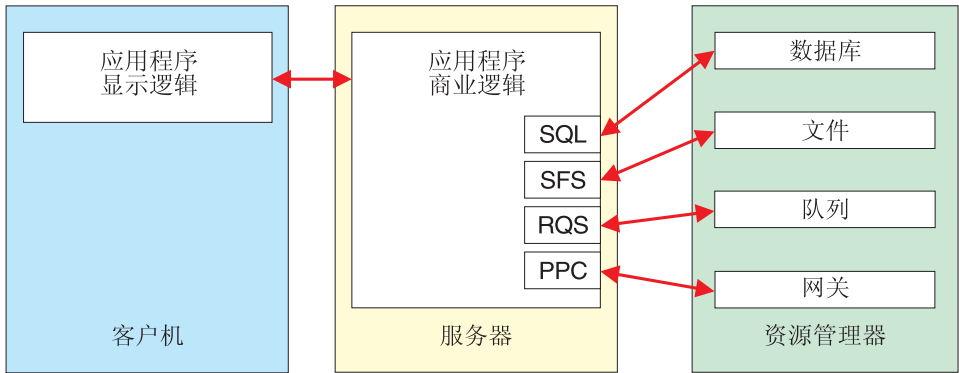 应用程序
显示逻辑
客户机
应用程序
商业逻辑
SQL
SFS
RQS
PPC
服务器
数据库
文件
队列
网关
资源管理器